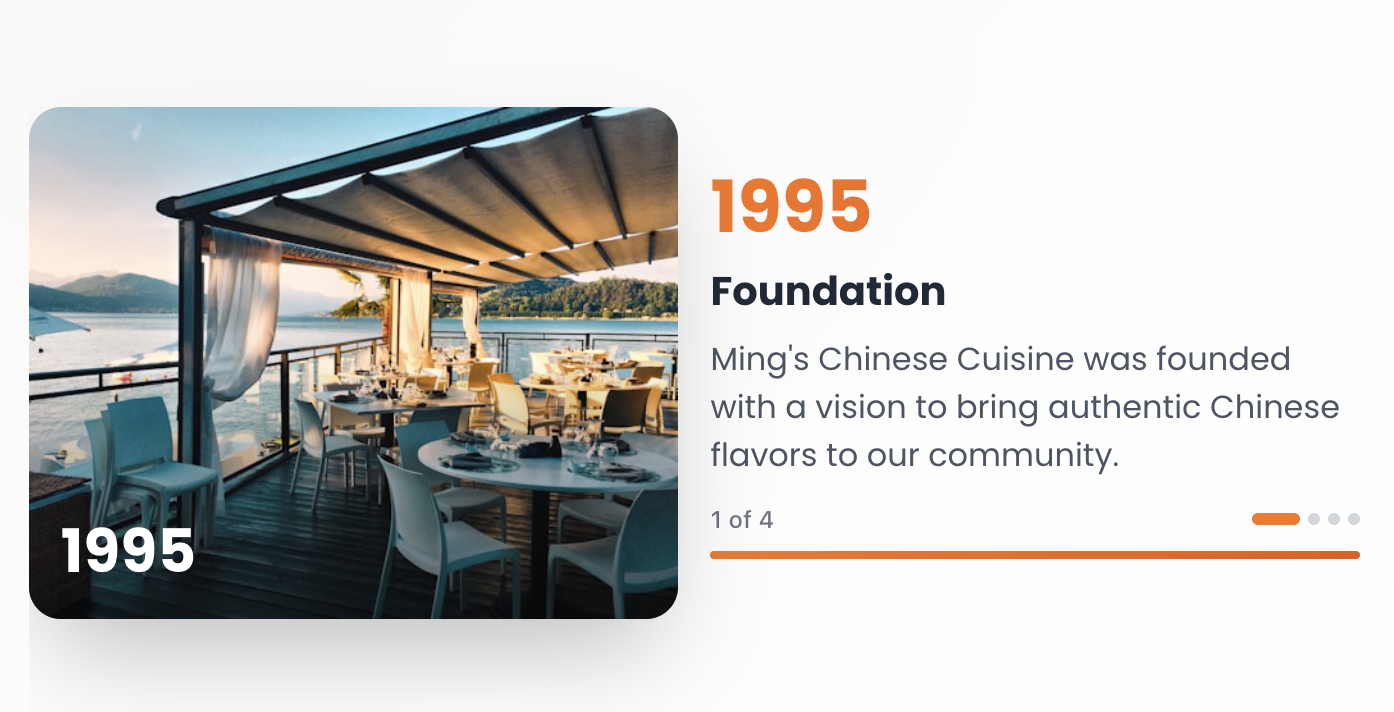 1995
1995
Foundation
Ming's Chinese Cuisine was founded
with a vision to bring authentic Chinese
flavors to our community.
1 of 4